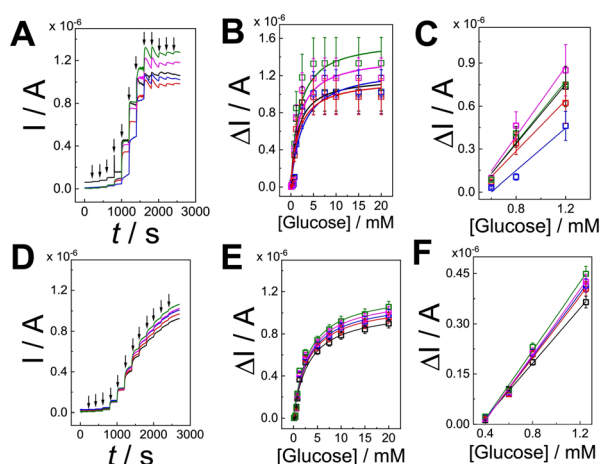 A
×10⁻⁶
I / A
1.2
0.8
0.4
0.0
0 1000 2000 3000
t / s
B
×10⁻⁶
ΔI / A
1.6
1.2
0.8
0.4
0.0
0 5 10 15 20
[Glucose] / mM
C
×10⁻⁶
ΔI / A
0.9
0.6
0.3
0.0
0.8 1.2
[Glucose] / mM
D
×10⁻⁶
I / A
1.2
0.8
0.4
0.0
0 1000 2000 3000
t / s
E
×10⁻⁶
ΔI / A
1.2
0.8
0.4
0.0
0 5 10 15 20
[Glucose] / mM
F
×10⁻⁶
ΔI / A
0.45
0.30
0.15
0.00
0.4 0.8 1.2
[Glucose] / mM